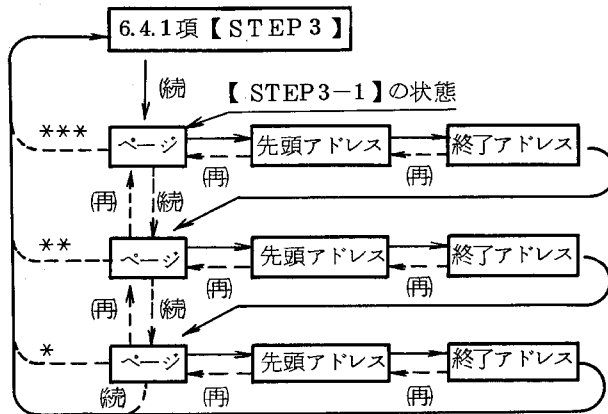 6.4.1項【STEP3】
(続)
【STEP3-1】の状態
***
ページ
先頭アドレス
終了アドレス
(再)
(再)
(再)
(続)
**
ページ
先頭アドレス
終了アドレス
(再)
(再)
(再)
(続)
*
ページ
先頭アドレス
終了アドレス
(続)
(再)
(再)